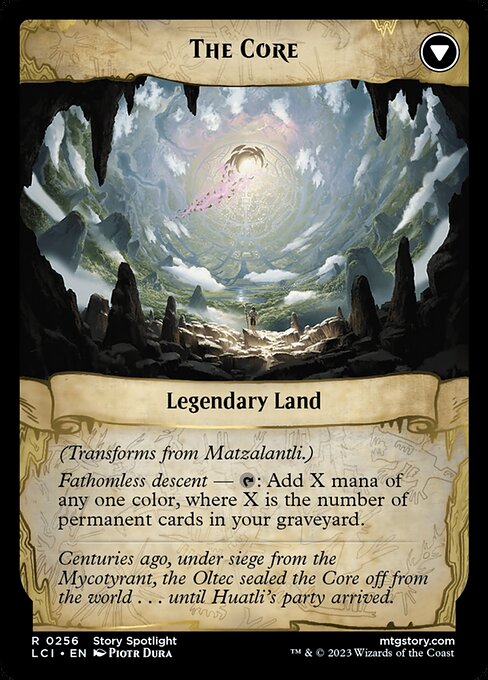 The Core
Legendary Land
(Transforms from Matzalantli.)
Fathomless descent — : Add X mana of
any one color, where X is the number of
permanent cards in your graveyard.
Centuries ago, under siege from the
Mycotyrant, the Oltec sealed the Core off from
the world . . . until Huatli's party arrived.
R 0256 Story Spotlight mtgstory.com
LCI • EN Piotr Dura ™ & © 2023 Wizards of the Coast